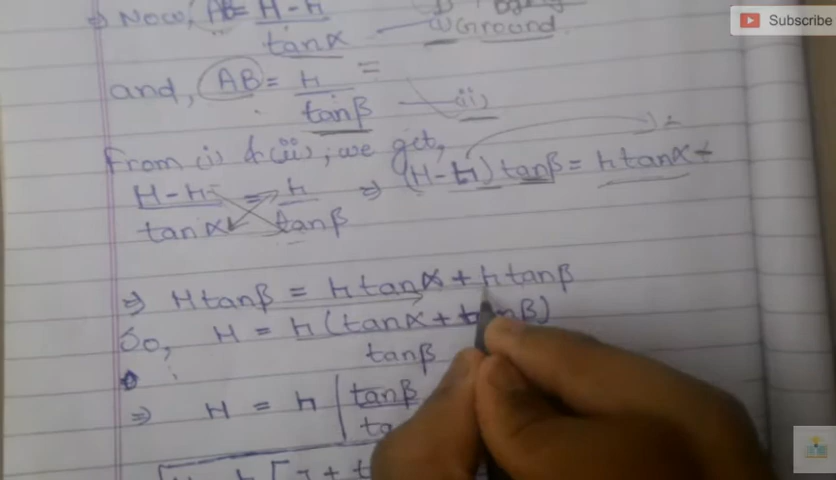 Subscribe
⇒ Now, AB = H-h
tanα — (i) Ground
and, AB = h =
tanβ — (ii)
From (i) & (ii), we get,
H-h = h ⇒ (H-h) tanβ = h tanα +
tanα tanβ
⇒ H tanβ = h tanα + h tanβ
So, H = h (tanα + tanβ)
tanβ
⇒ H = h | tanβ